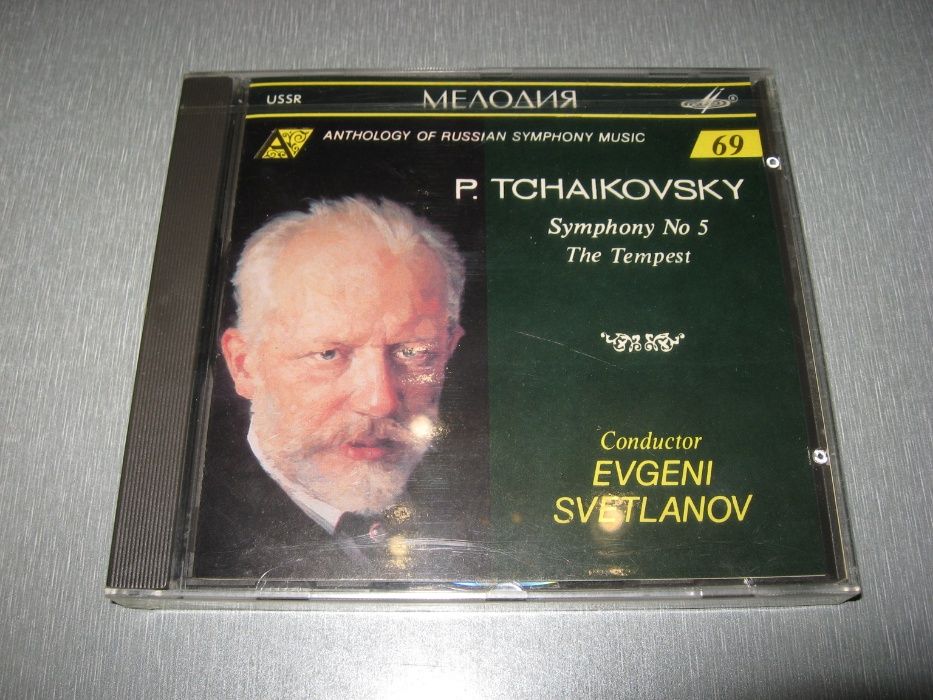 USSR
МЕЛОДИЯ
®
A
ANTHOLOGY OF RUSSIAN SYMPHONY MUSIC
69
P. TCHAIKOVSKY
Symphony No 5
The Tempest
Conductor
EVGENI
SVETLANOV